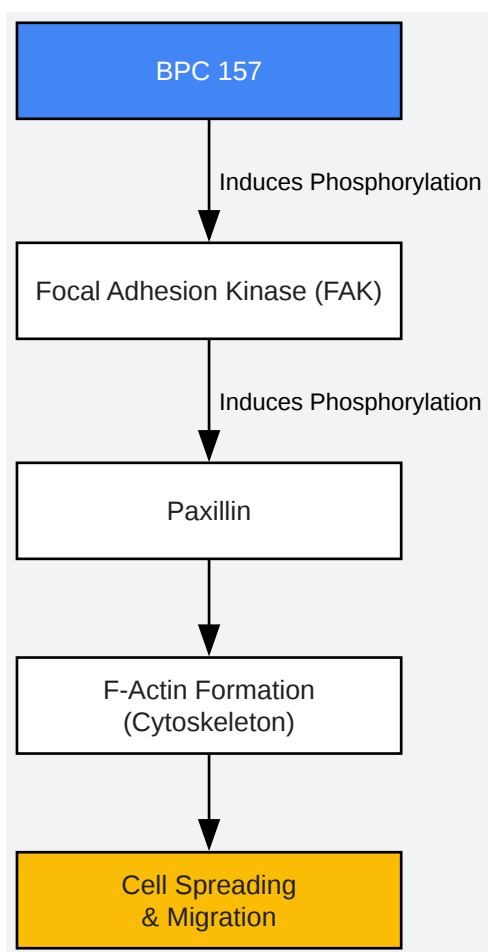 BPC 157
Induces Phosphorylation
Focal Adhesion Kinase (FAK)
Induces Phosphorylation
Paxillin
F-Actin Formation
(Cytoskeleton)
Cell Spreading
& Migration